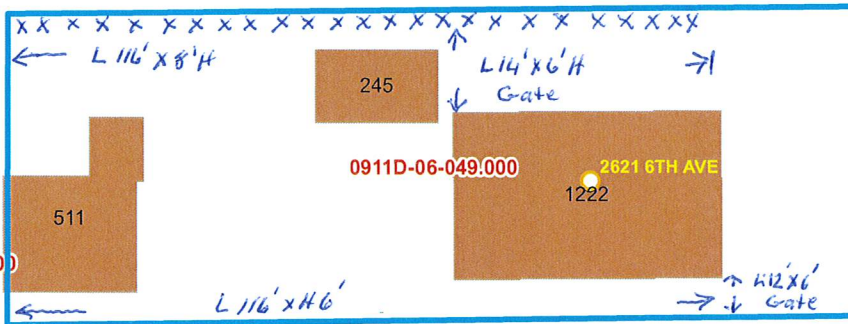 x x x x x x x x x x x x x x x x x x x x x x x x x x
L 116' x 8' H
L 14' x 6' H
Gate
245
0911D-06-049.000
2621 6TH AVE
1222
511
L 116' x H 6'
L 12' x 6'
Gate